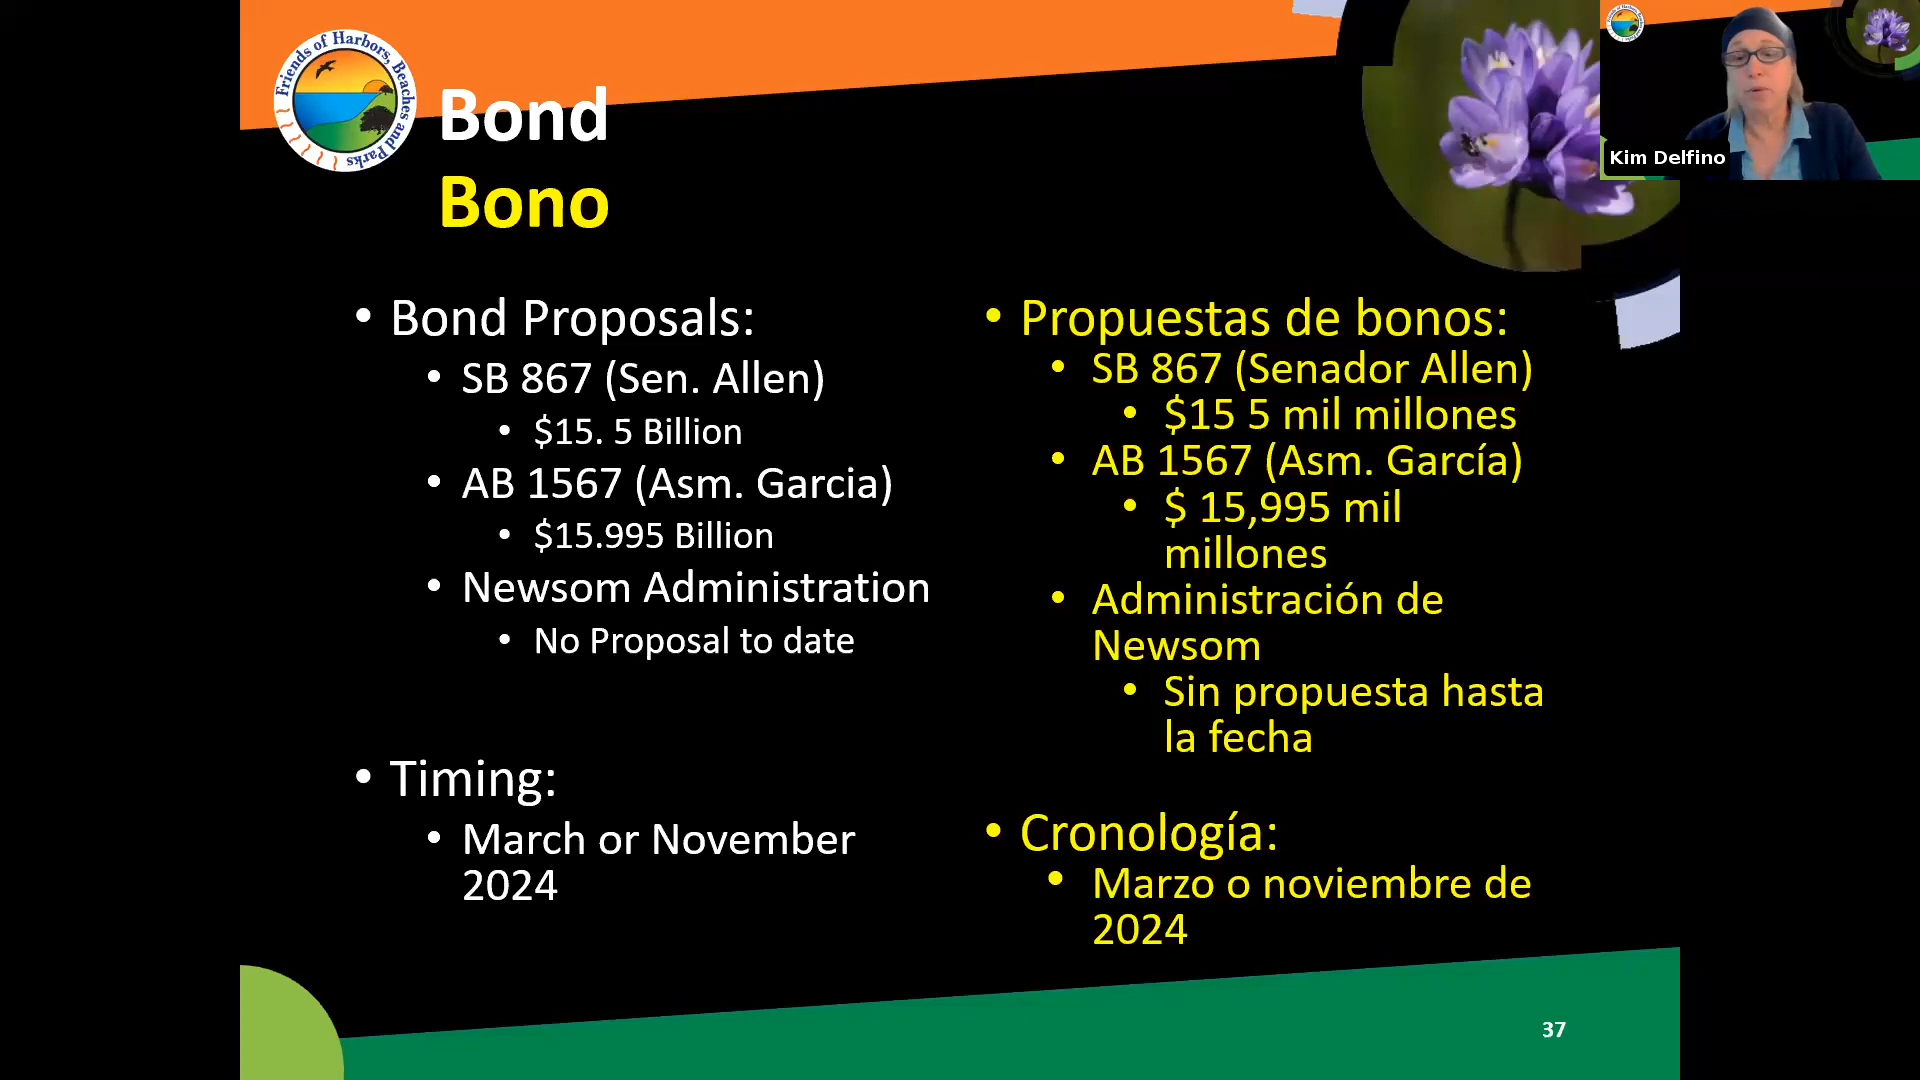 Friends of Harbors, Beaches and Parks
Bond
Bono
• Bond Proposals:
• SB 867 (Sen. Allen)
• $15. 5 Billion
• AB 1567 (Asm. Garcia)
• $15.995 Billion
• Newsom Administration
• No Proposal to date
• Timing:
• March or November
2024
• Propuestas de bonos:
• SB 867 (Senador Allen)
• $15 5 mil millones
• AB 1567 (Asm. García)
• $ 15,995 mil
millones
• Administración de
Newsom
• Sin propuesta hasta
la fecha
• Cronología:
• Marzo o noviembre de
2024
37
Kim Delfino